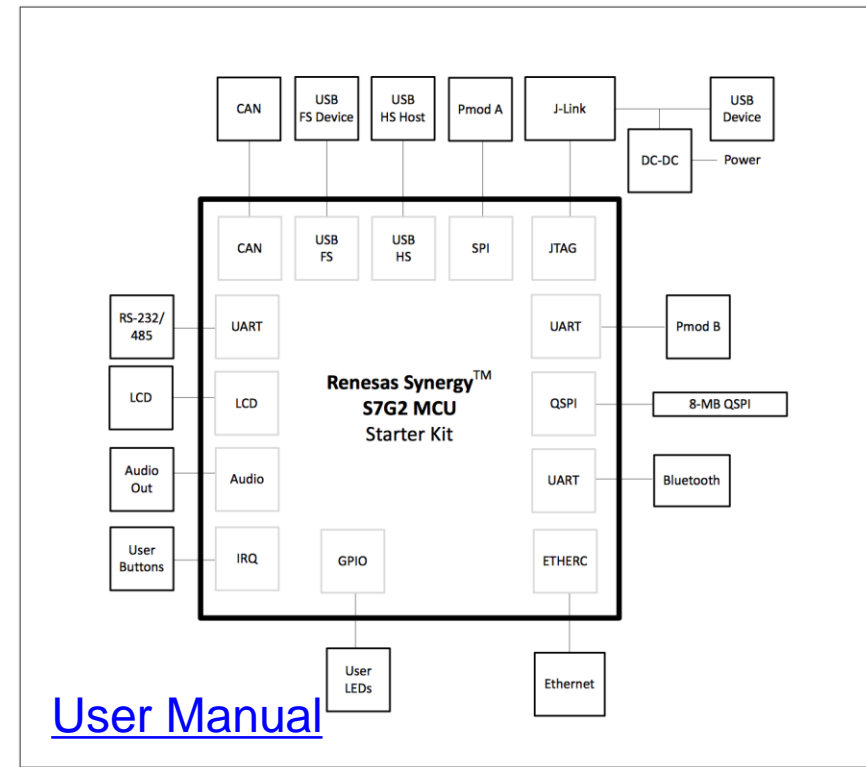 CAN
USB
FS Device
USB
HS Host
Pmod A
J-Link
USB
Device
DC-DC
Power
CAN
USB
FS
USB
HS
SPI
JTAG
RS-232/
485
UART
UART
Pmod B
LCD
LCD
Renesas Synergy™
S7G2 MCU
Starter Kit
QSPI
8-MB QSPI
Audio
Out
Audio
UART
Bluetooth
User
Buttons
IRQ
GPIO
ETHERC
User
LEDs
Ethernet
User Manual